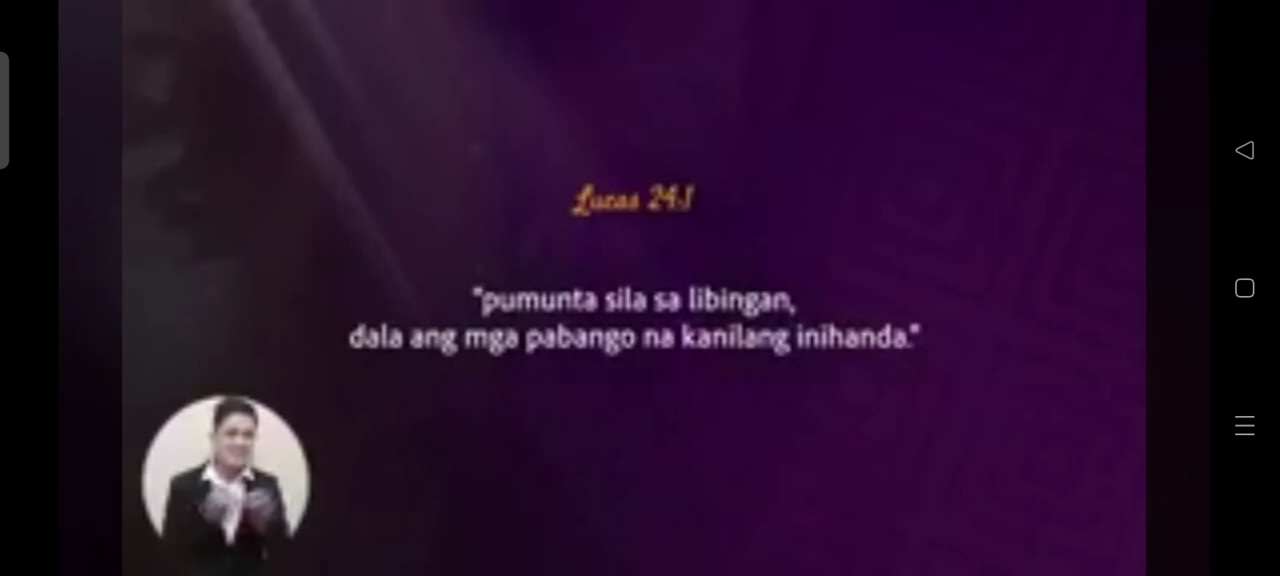 Lucas 24:1
"pumunta sila sa libingan,
dala ang mga pabango na kanilang inihanda."